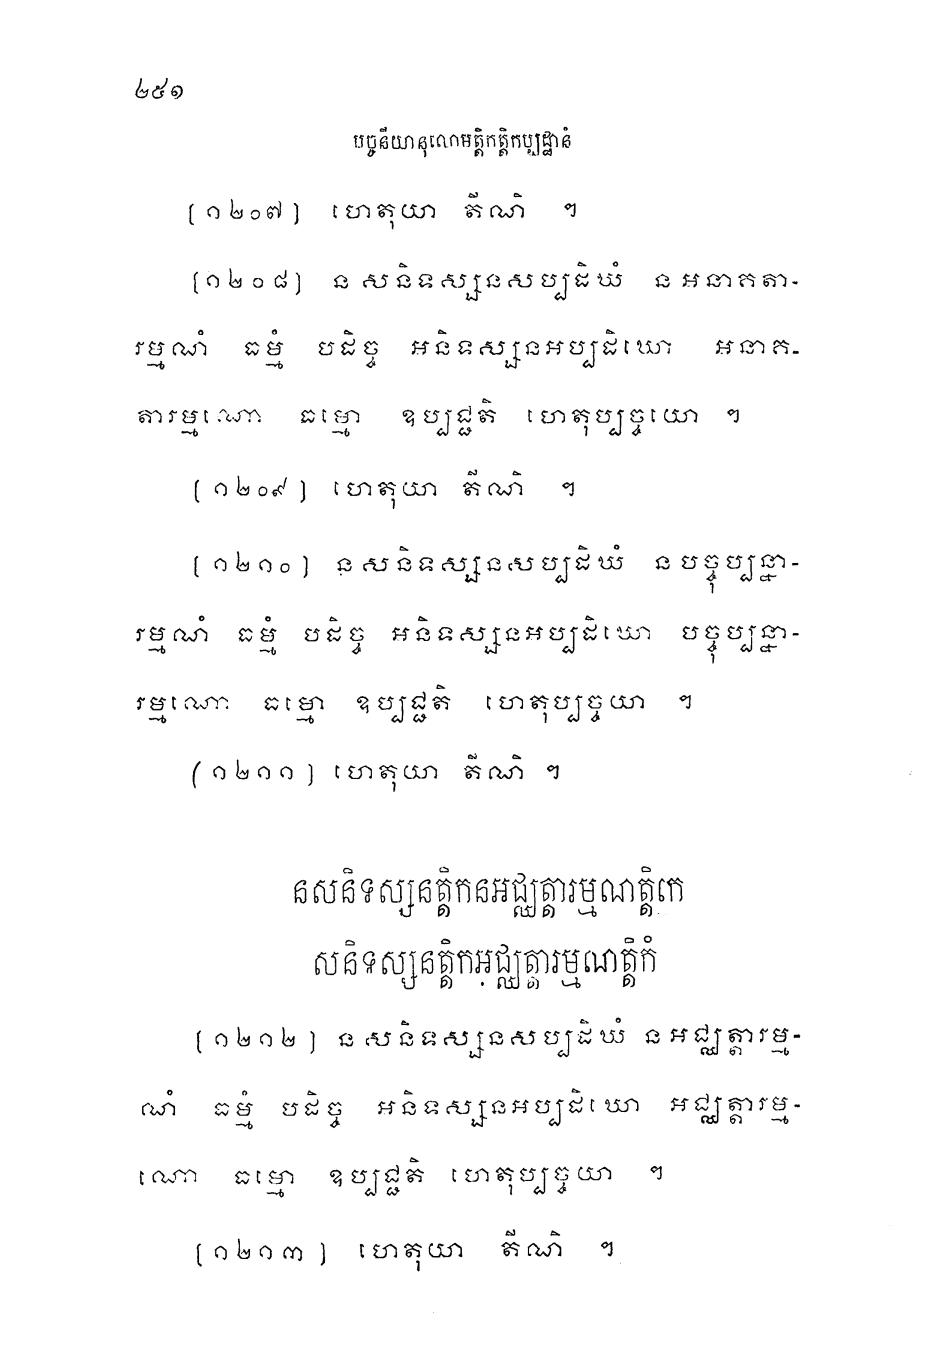 ២៥១
បច្ចនីយានុលោមត្តិកត្តិកប្បដ្ឋានំ
[១២០៧] ហេតុយា តីណិ ។
[១២០៨] ន សនិទស្សនសប្បដិឃំ ន អនាគតា-
រម្មណំ ធម្មំ បដិច្ច អនិទស្សនអប្បដិឃោ អនាគ-
តារម្មណោ ធម្មោ ឧប្បជ្ជតិ ហេតុប្បច្ចយោ ។
[១២០៩] ហេតុយា តីណិ ។
[១២១០] ន សនិទស្សនសប្បដិឃំ ន បច្ចុប្បន្នា-
រម្មណំ ធម្មំ បដិច្ច អនិទស្សនអប្បដិឃោ បច្ចុប្បន្នា-
រម្មណោ ធម្មោ ឧប្បជ្ជតិ ហេតុប្បច្ចយា ។
(១២១១) ហេតុយា តីណិ ។
នសនិទស្សនត្តិកនអជ្ឈត្តារម្មណត្តិកេ
សនិទស្សនត្តិកអជ្ឈត្តារម្មណត្តិកំ
[១២១២] ន សនិទស្សនសប្បដិឃំ ន អជ្ឈត្តារម្ម-
ណំ ធម្មំ បដិច្ច អនិទស្សនអប្បដិឃោ អជ្ឈត្តារម្ម-
ណោ ធម្មោ ឧប្បជ្ជតិ ហេតុប្បច្ចយា ។
[១២១៣] ហេតុយា តីណិ ។